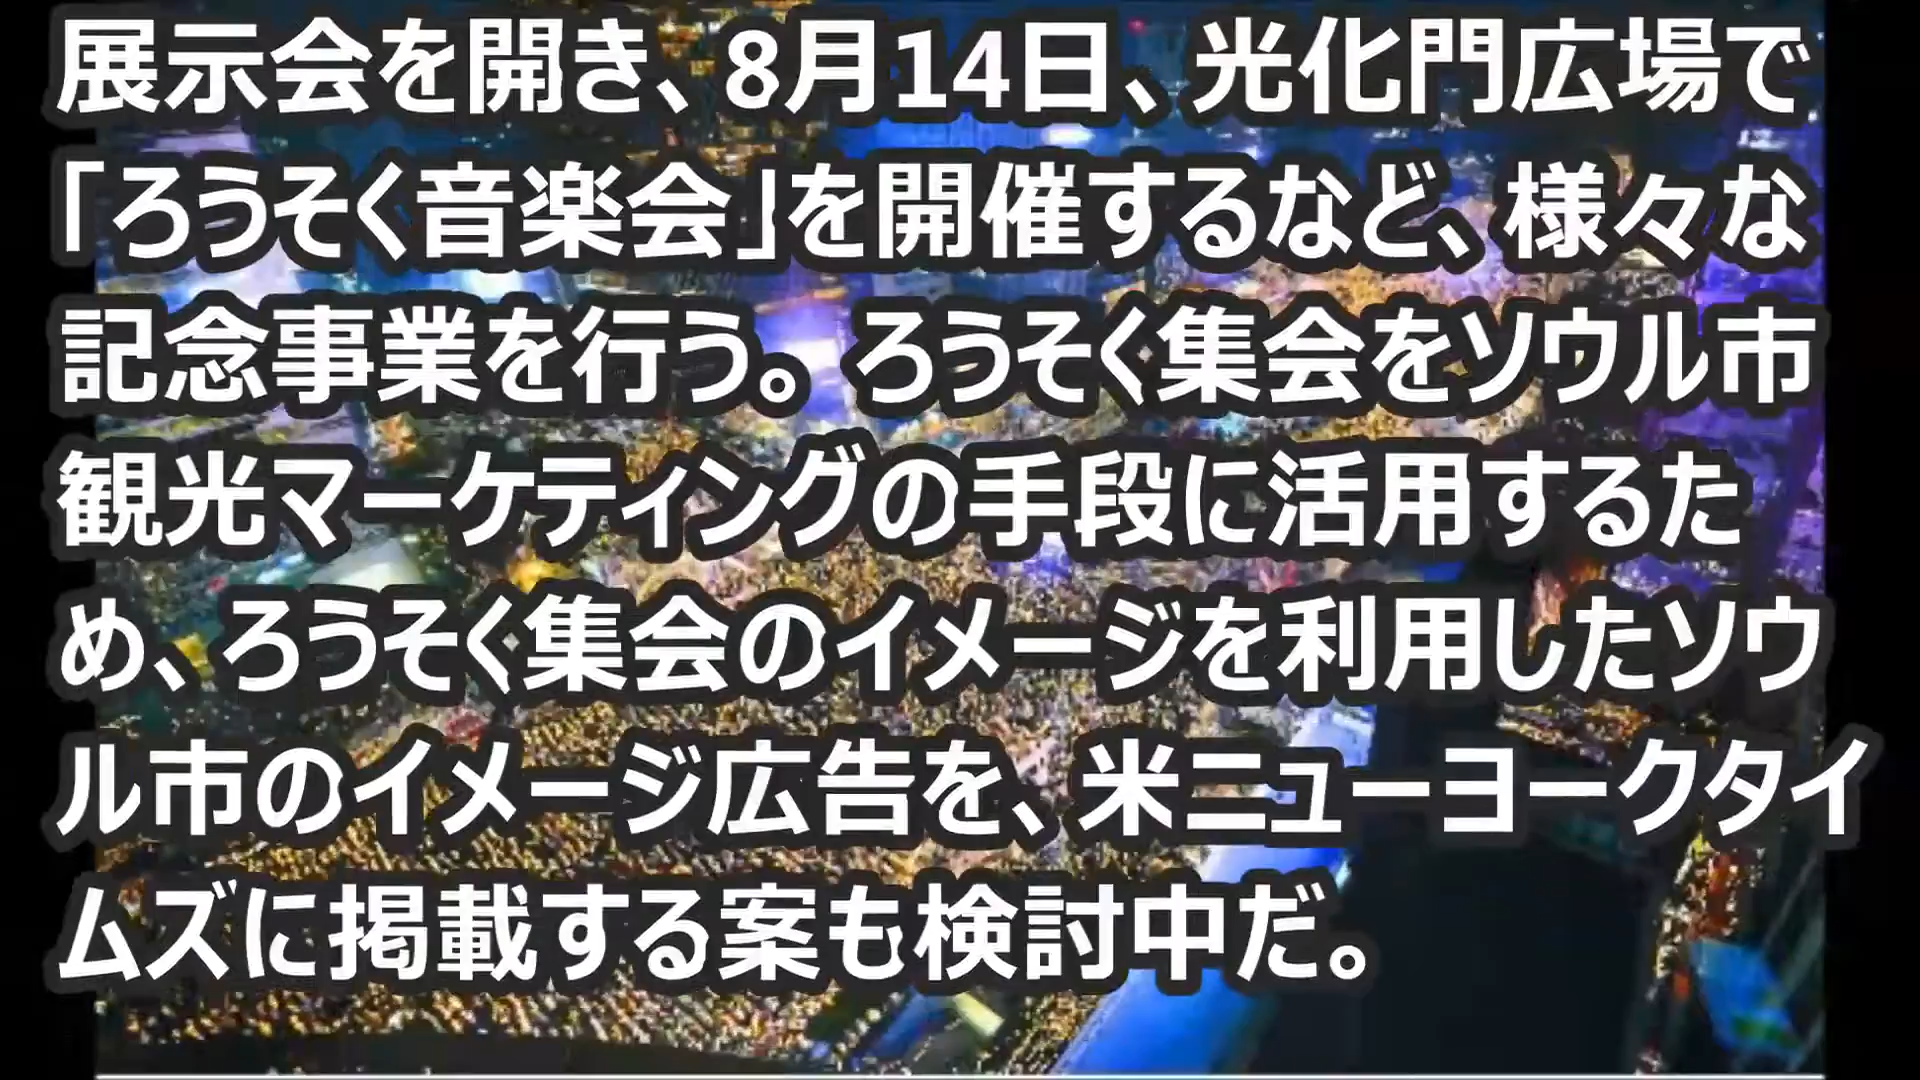 展示会を開き、8月14日、光化門広場で
「ろうそく音楽会」を開催するなど、様々な
記念事業を行う。ろうそく集会をソウル市
観光マーケティングの手段に活用するた
め、ろうそく集会のイメージを利用したソウ
ル市のイメージ広告を、米ニューヨークタイ
ムズに掲載する案も検討中だ。